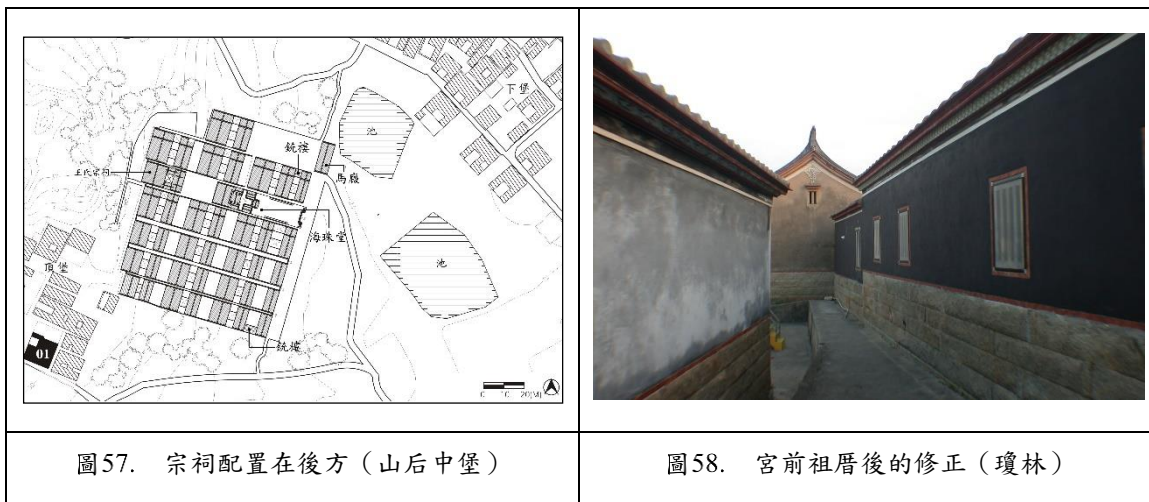 下堡
池
銃樓
馬廄
王氏宗祠
海珠堂
池
頂堡
01
銃樓
0 10 20(M)
圖57. 宗祠配置在後方（山后中堡）
圖58. 宮前祖厝後的修正（瓊林）